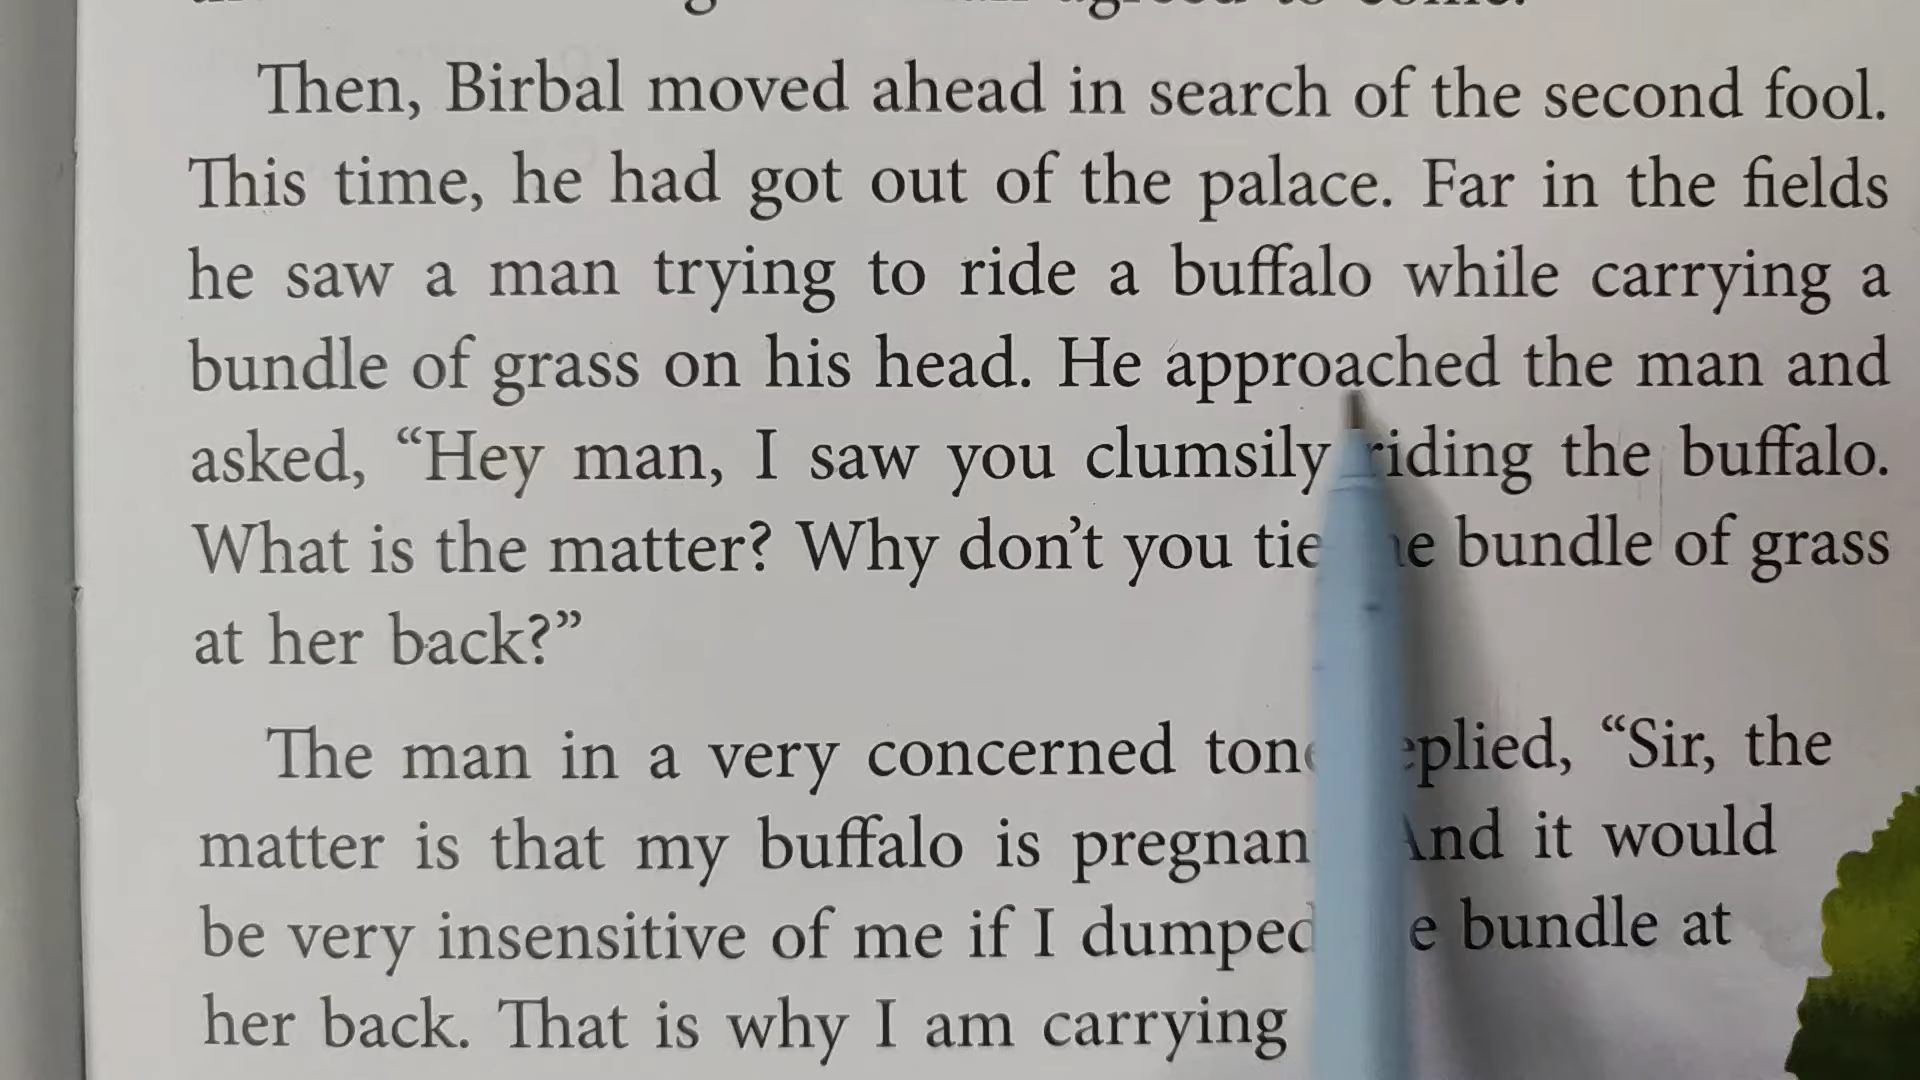 Then, Birbal moved ahead in search of the second fool.
This time, he had got out of the palace. Far in the fields
he saw a man trying to ride a buffalo while carrying a
bundle of grass on his head. He approached the man and
asked, “Hey man, I saw you clumsily riding the buffalo.
What is the matter? Why don’t you tie bundle of grass
at her back?”
The man in a very concerned “Sir, the
matter is that my buffalo is And it would
be very insensitive of me if I dumped bundle at
her back. That is why I am carrying